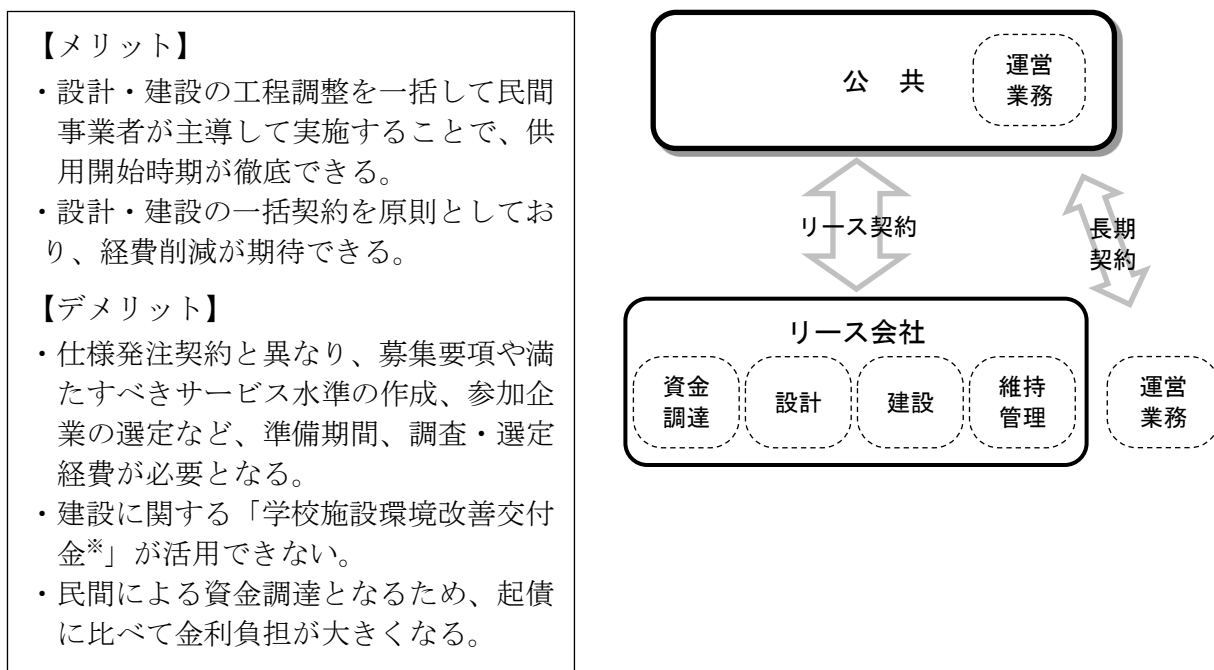 【メリット】
・設計・建設の工程調整を一括して民間
事業者が主導して実施することで、供
用開始時期が徹底できる。
・設計・建設の一括契約を原則としてお
り、経費削減が期待できる。
【デメリット】
・仕様発注契約と異なり、募集要項や満
たすべきサービス水準の作成、参加企
業の選定など、準備期間、調査・選定
経費が必要となる。
・建設に関する「学校施設環境改善交付
金※」が活用できない。
・民間による資金調達となるため、起債
に比べて金利負担が大きくなる。
公 共
運営
業務
リース契約
長期
契約
リース会社
資金
調達
設計
建設
維持
管理
運営
業務